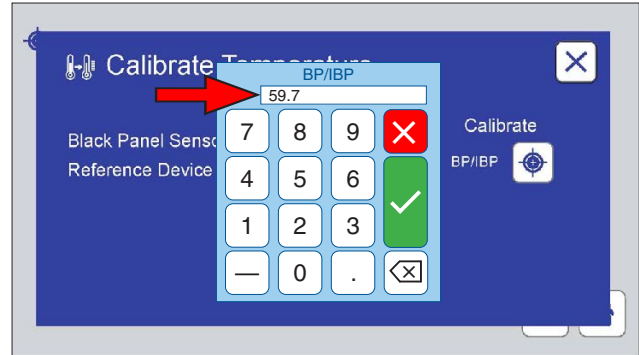 Calibrate Temperature
BP/IBP
59.7
Black Panel
Reference Device
7 8 9
4 5 6
1 2 3
— 0 .
Calibrate
BP/IBP